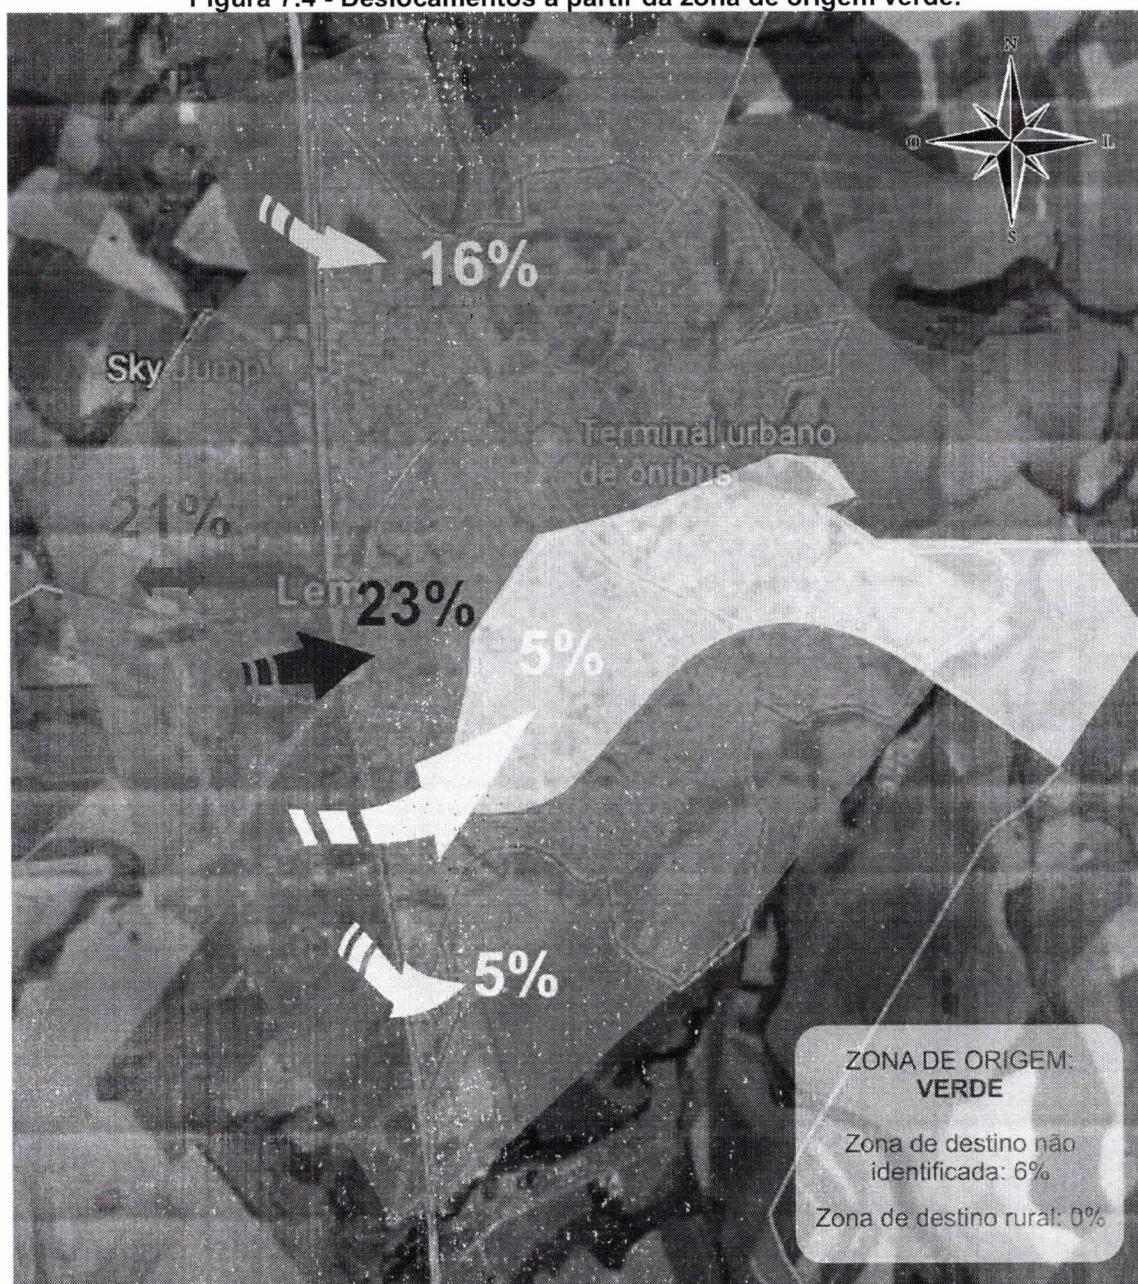 Figura 7.4 - Deslocamentos a partir da zona de origem verde.
N
O
L
S
16%
Sky Jump
Terminal urbano
de ônibus
21%
Lem
23%
5%
5%
ZONA DE ORIGEM:
VERDE
Zona de destino não
identificada: 6%
Zona de destino rural: 0%